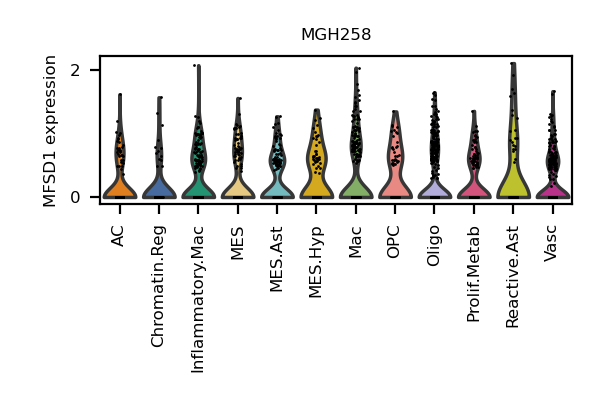 MGH258
MFSD1 expression
2
0
AC
Chromatin.Reg
Inflammatory.Mac
MES
MES.Ast
MES.Hyp
Mac
OPC
Oligo
Prolif.Metab
Reactive.Ast
Vasc